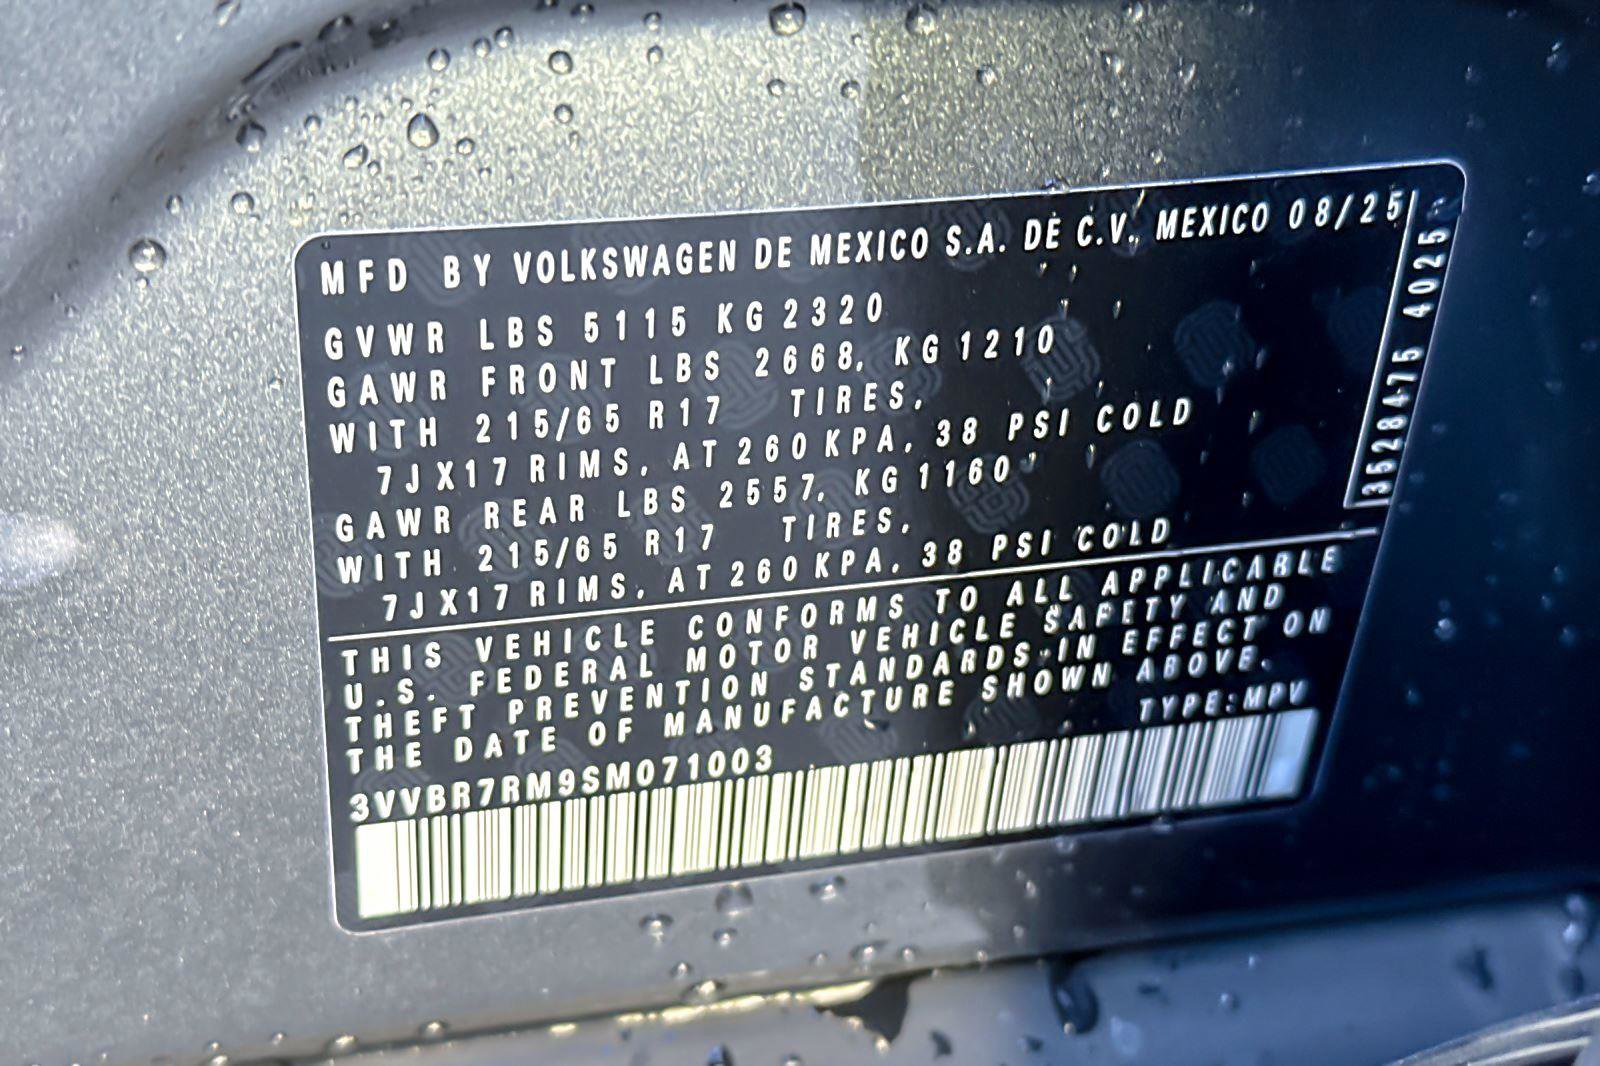 MFD BY VOLKSWAGEN DE MEXICO S.A. DE C.V. MEXICO 08/25
GVWR LBS 5115 KG 2320
GAWR FRONT LBS 2668, KG 1210
WITH 215/65 R17 TIRES,
7JX17 RIMS, AT 260 KPA, 38 PSI COLD
GAWR REAR LBS 2557, KG 1160
WITH 215/65 R17 TIRES,
7JX17 RIMS, AT 260 KPA, 38 PSI COLD
3528475 40252
THIS VEHICLE CONFORMS TO ALL APPLICABLE
U.S. FEDERAL MOTOR VEHICLE SAFETY AND
THEFT PREVENTION STANDARDS IN EFFECT ON
THE DATE OF MANUFACTURE SHOWN ABOVE.
TYPE:MPV
3VVBR7RM9SM071003